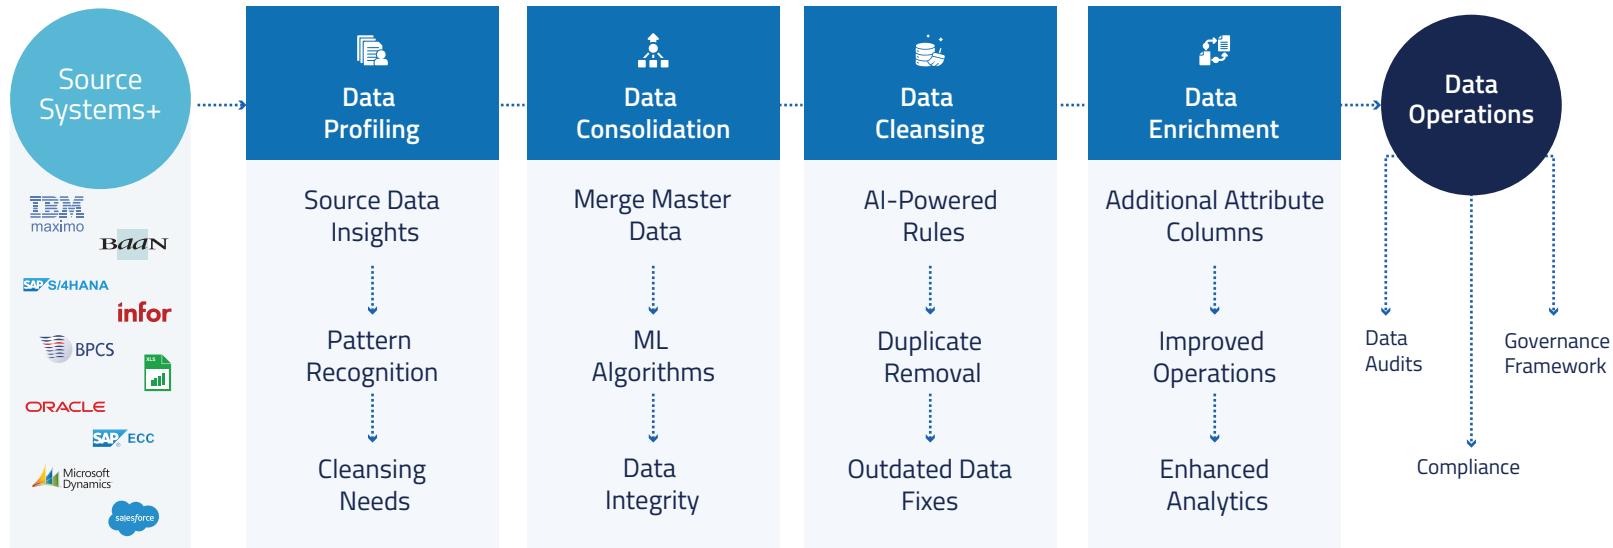 Source
Systems+
IBM
maximo
BaaN
SAP S/4HANA
infor
BPCS
XLS
ORACLE
SAP ECC
Microsoft
Dynamics
salesforce
Data
Profiling
Source Data
Insights
Pattern
Recognition
Cleansing
Needs
Data
Consolidation
Merge Master
Data
ML
Algorithms
Data
Integrity
Data
Cleansing
AI-Powered
Rules
Duplicate
Removal
Outdated Data
Fixes
Data
Enrichment
Additional Attribute
Columns
Improved
Operations
Enhanced
Analytics
Data
Operations
Data
Audits
Compliance
Governance
Framework